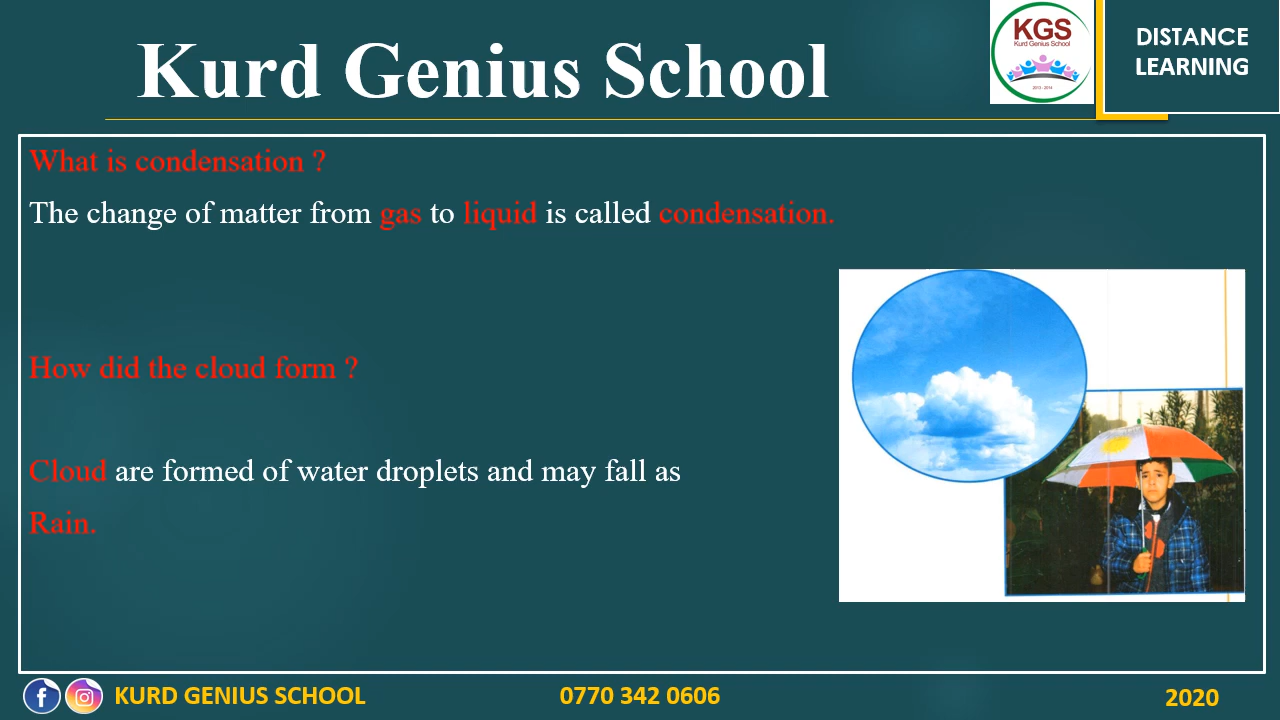 Kurd Genius School
KGS
Kurd Genius School
2013 - 2014
DISTANCE
LEARNING
What is condensation ?
The change of matter from gas to liquid is called condensation.
How did the cloud form ?
Cloud are formed of water droplets and may fall as
Rain.
KURD GENIUS SCHOOL
0770 342 0606
2020